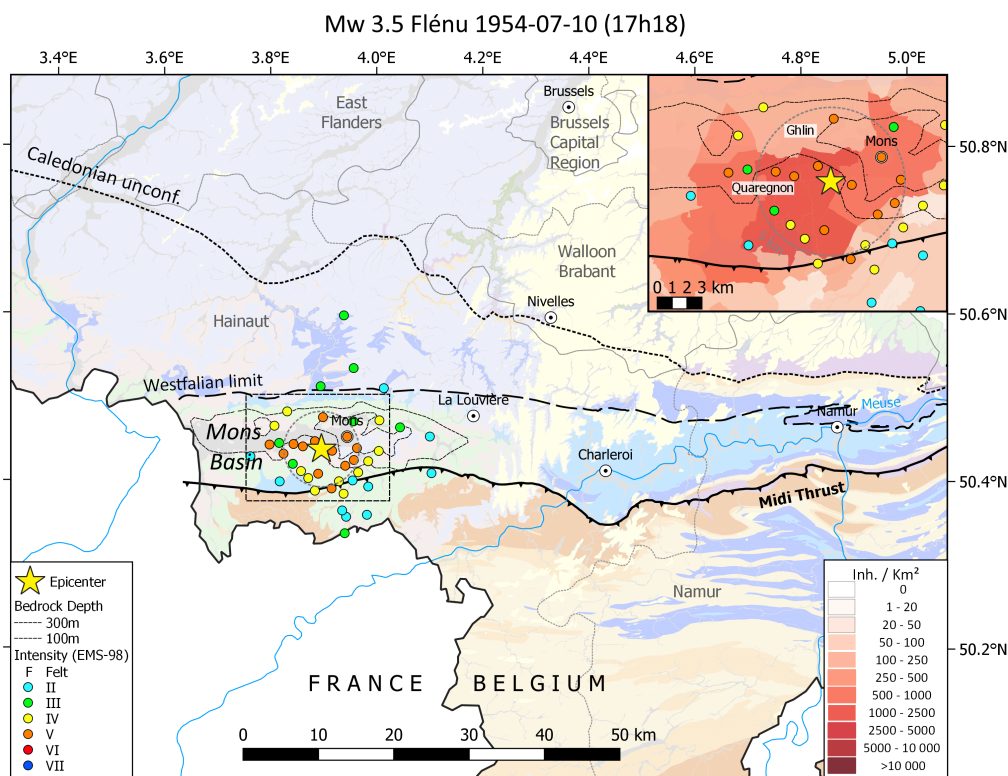 Mw 3.5 Flénu 1954-07-10 (17h18)
3.4°E 3.6°E 3.8°E 4.0°E 4.2°E 4.4°E 4.6°E 4.8°E 5.0°E
Brussels
East
Flanders
Brussels
Capital
Region
Caledonian unconf.
Walloon
Brabant
Nivelles
Hainaut
Westfalian limit
La Louvière
Mons
Mons
Basin
Charleroi
Namur
Meuse
Midi Thrust
Namur
FRANCE
BELGIUM
Ghlin
Mons
Quaregnon
0 1 2 3 km
50.8°N
50.6°N
50.4°N
50.2°N
Epicenter
Bedrock Depth
300m
100m
Intensity (EMS-98)
F Felt
II
III
IV
V
VI
VII
0 10 20 30 40 50 km
Inh. / Km²
0
1 - 20
20 - 50
50 - 100
100 - 250
250 - 500
500 - 1000
1000 - 2500
2500 - 5000
5000 - 10 000
>10 000